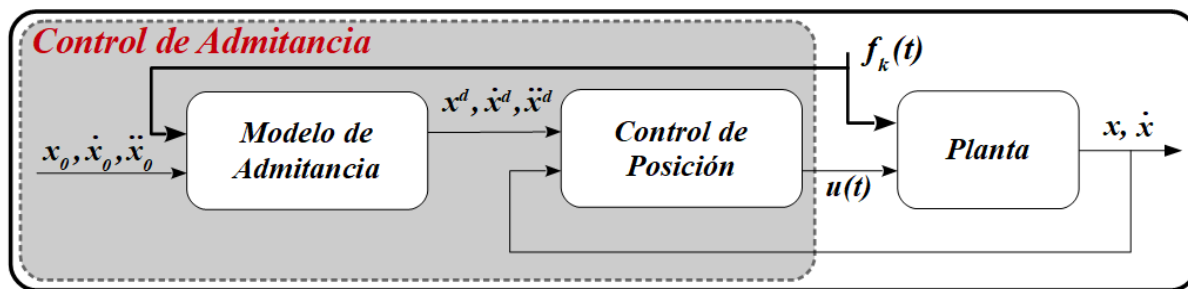 Control de Admitancia
f_k(t)
x^d, ẋ^d, ẍ^d
x_0, ẋ_0, ẍ_0
Modelo de
Admitancia
Control de
Posición
u(t)
Planta
x, ẋ